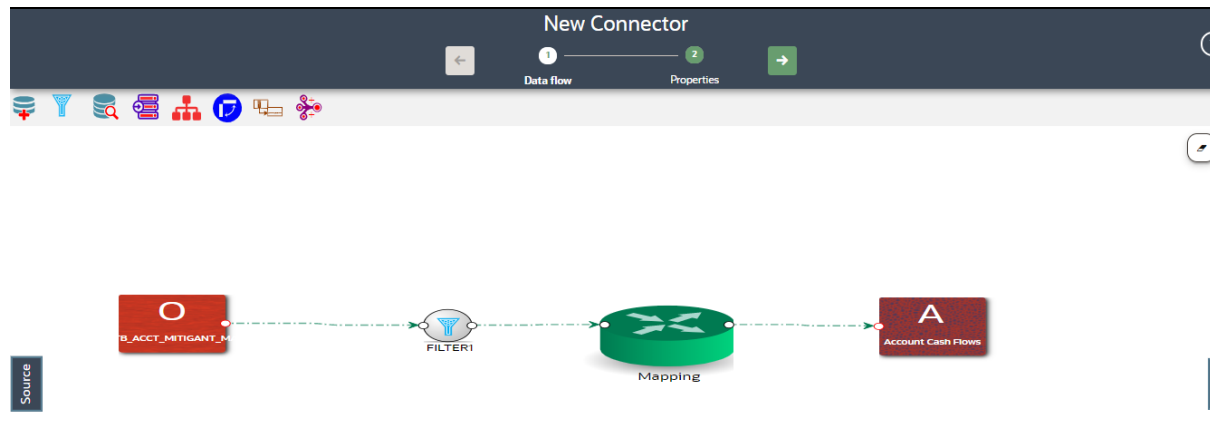 New Connector
1
2
Data flow
Properties
O
B_ACCT_MITIGANT_M
FILTER1
Mapping
A
Account Cash Flows
Source